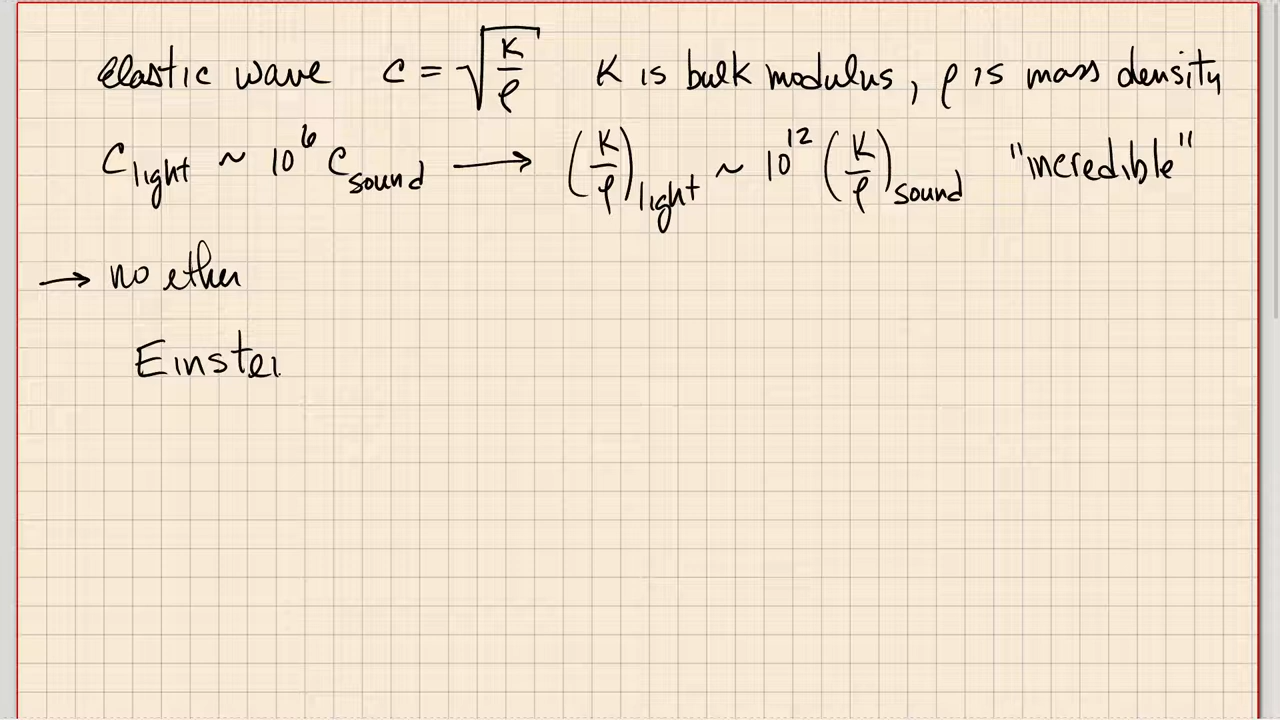 elastic wave c = √(K/ρ) K is bulk modulus, ρ is mass density
C_light ~ 10^6 C_sound → (K/ρ)_light ~ 10^12 (K/ρ)_sound "incredible"
→ no ether
Einstei